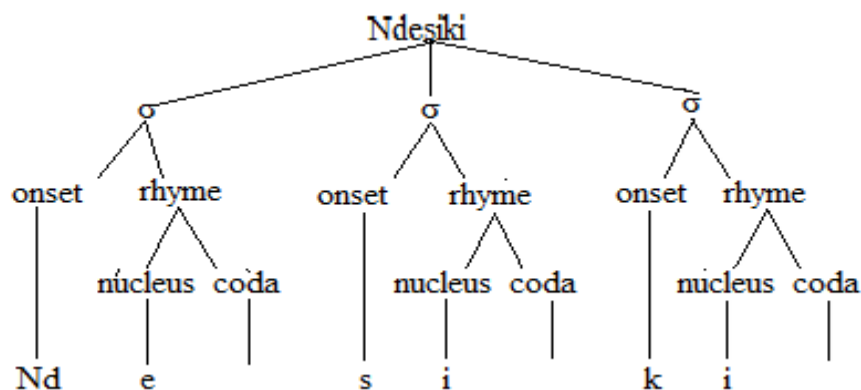 Ndesiki
σ σ σ
onset rhyme onset rhyme onset rhyme
nucleus coda nucleus coda nucleus coda
Nd e s i k i